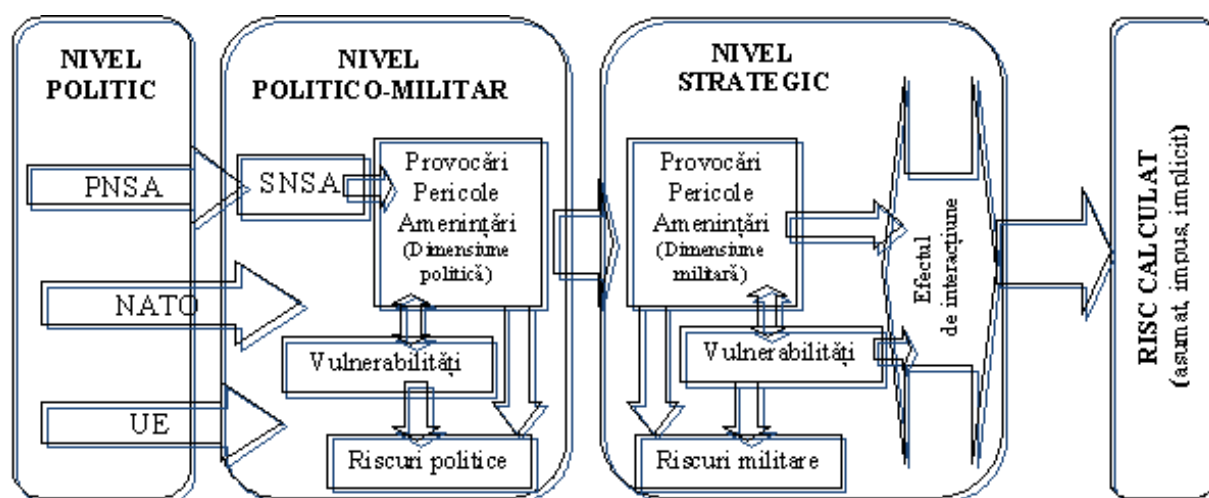 NIVEL
POLITIC
PNSA
NATO
UE
NIVEL
POLITICO-MILITAR
SNSA
Provocări
Pericole
Amenințări
(Dimensiune
politică)
Vulnerabilități
Riscuri politice
NIVEL
STRATEGIC
Provocări
Pericole
Amenințări
(Dimensiune
militară)
Vulnerabilități
Riscuri militare
Efectul
de interacțiune
RISC CALCULAT
(asumat, impus, implicit)